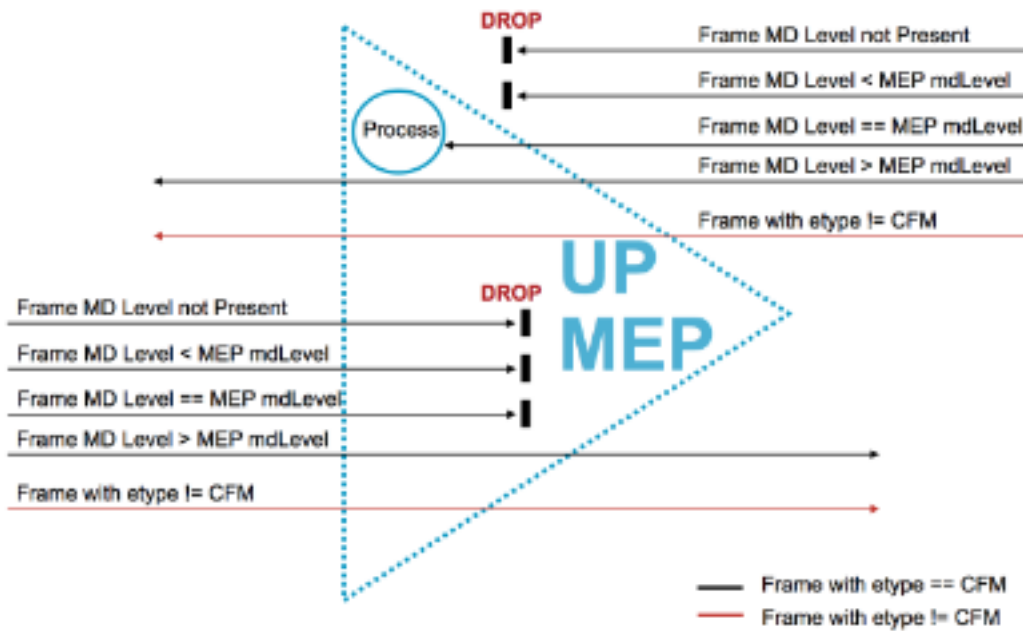 DROP
Frame MD Level not Present
Frame MD Level < MEP mdLevel
Process
Frame MD Level == MEP mdLevel
Frame MD Level > MEP mdLevel
Frame with etype != CFM
UP
MEP
DROP
Frame MD Level not Present
Frame MD Level < MEP mdLevel
Frame MD Level == MEP mdLevel
Frame MD Level > MEP mdLevel
Frame with etype != CFM
Frame with etype == CFM
Frame with etype != CFM